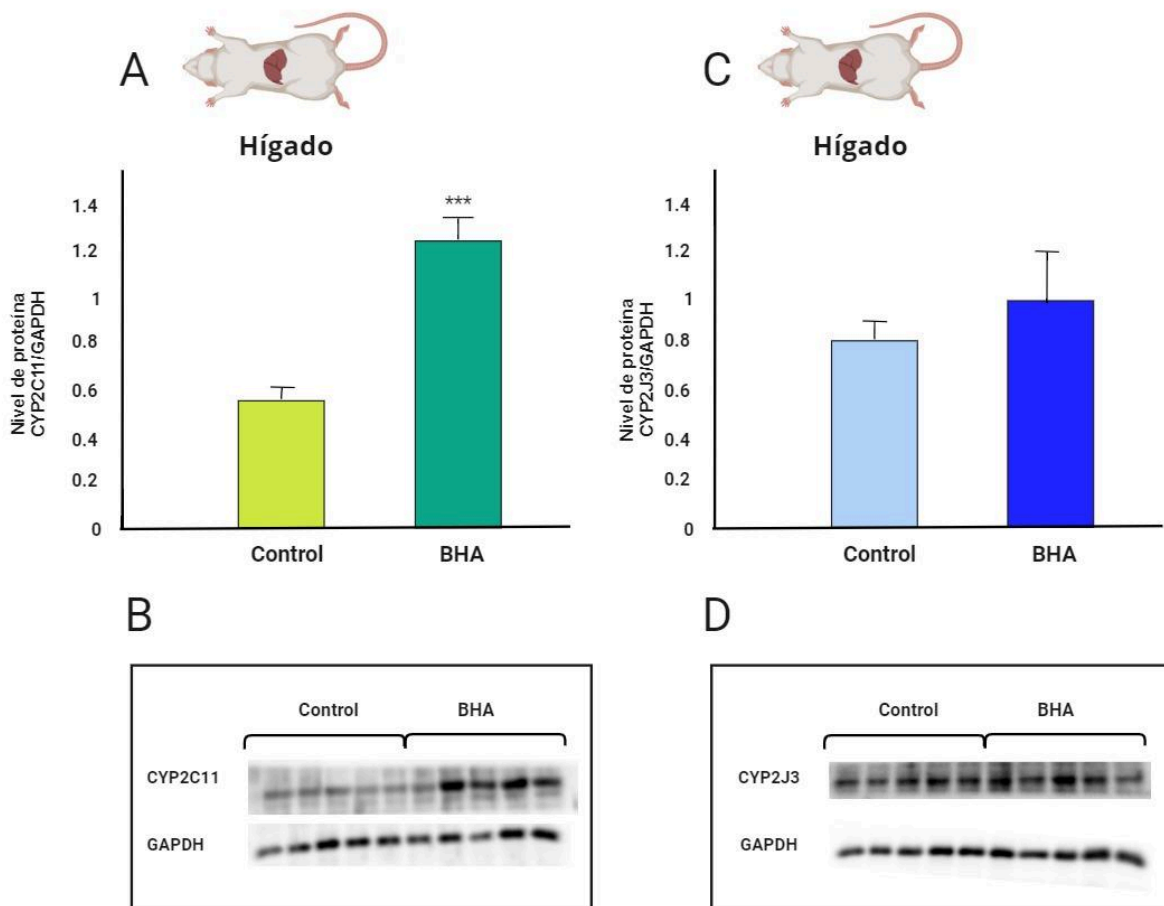 A
Hígado
Nivel de proteína
CYP2C11/GAPDH
1.4
1.2
1
0.8
0.6
0.4
0.2
0
***
Control BHA
C
Hígado
Nivel de proteína
CYP2J3/GAPDH
1.4
1.2
1
0.8
0.6
0.4
0.2
0
Control BHA
B
Control BHA
CYP2C11
GAPDH
D
Control BHA
CYP2J3
GAPDH